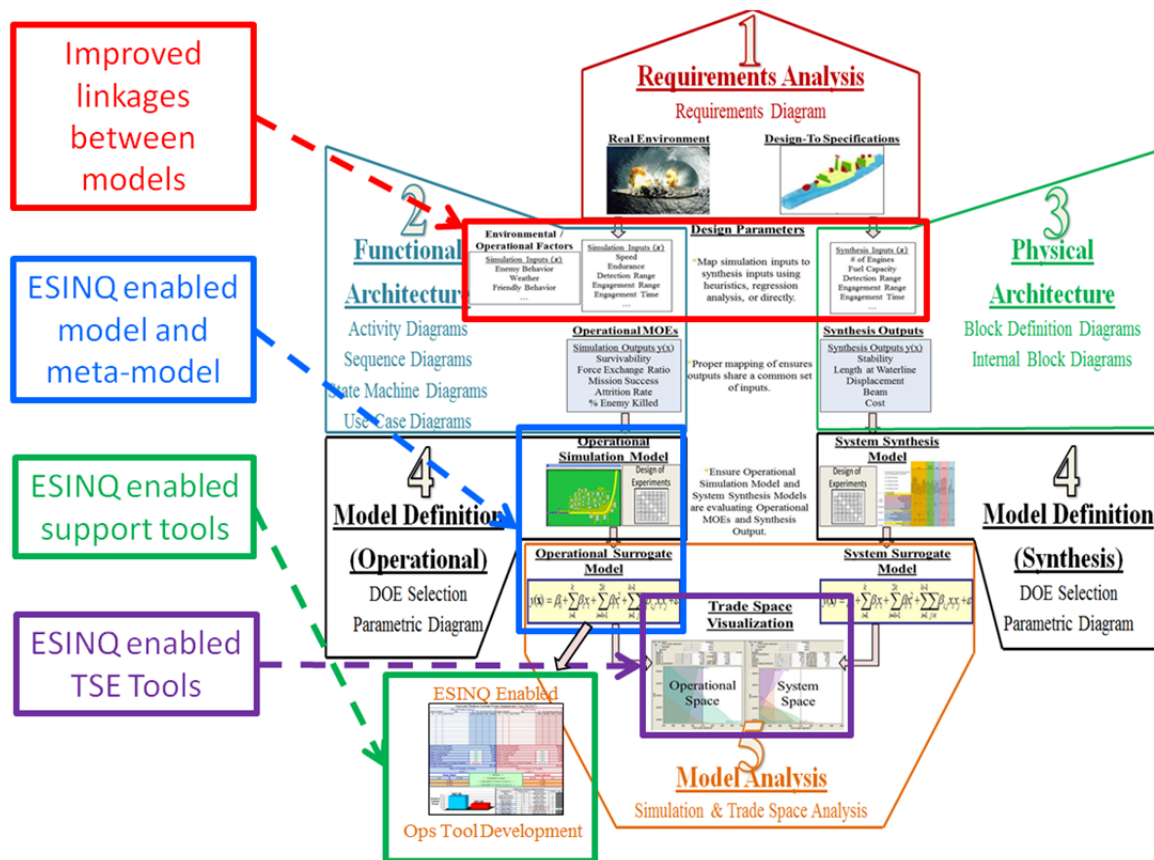 Improved
linkages
between
models
ESINQ enabled
model and
meta-model
ESINQ enabled
support tools
ESINQ enabled
TSE Tools
1
Requirements Analysis
Requirements Diagram
Real Environment
Design-To Specifications
2
Functional
Architecture
Activity Diagrams
Sequence Diagrams
State Machine Diagrams
Use Case Diagrams
Environmental /
Operational Factors
Simulation Inputs (x)
Enemy Behavior
Weather
Friendly Behavior
...
Simulation Inputs (x)
Speed
Endurance
Detection Range
Engagement Range
Engagement Time
...
Design Parameters
*Map simulation inputs to
synthesis inputs using
heuristics, regression
analysis, or directly.
Synthesis Inputs (x)
# of Engines
Fuel Capacity
Detection Range
Engagement Range
Engagement Time
...
3
Physical
Architecture
Block Definition Diagrams
Internal Block Diagrams
Operational MOEs
Simulation Outputs y(x)
Survivability
Force Exchange Ratio
Mission Success
Attrition Rate
% Enemy Killed
*Proper mapping of ensures
outputs share a common set
of inputs.
Synthesis Outputs
Synthesis Outputs y(x)
Stability
Length at Waterline
Displacement
Beam
Cost
4
Model Definition
(Operational)
DOE Selection
Parametric Diagram
Operational
Simulation Model
Design of
Experiments
*Ensure Operational
Simulation Model and
System Synthesis Models
are evaluating Operational
MOEs and Synthesis
Output.
System Synthesis
Model
Design of
Experiments
4
Model Definition
(Synthesis)
DOE Selection
Parametric Diagram
Operational Surrogate
Model
System Surrogate
Model
Trade Space
Visualization
Operational
Space
System
Space
5
Model Analysis
Simulation & Trade Space Analysis
ESINQ Enabled
Ops Tool Development